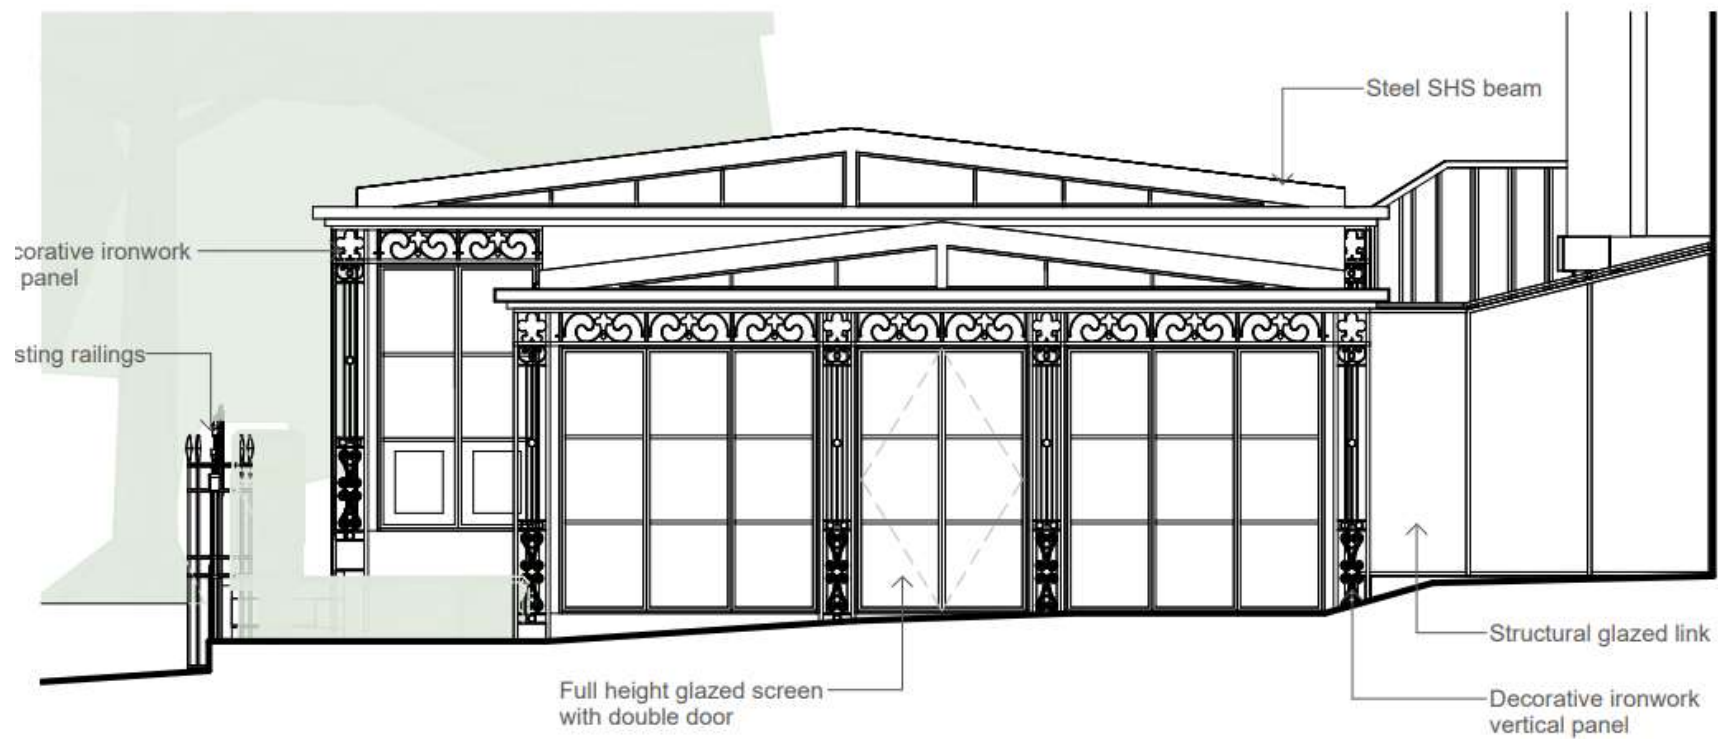 Steel SHS beam
corative ironwork
panel
sting railings
Structural glazed link
Full height glazed screen
with double door
Decorative ironwork
vertical panel